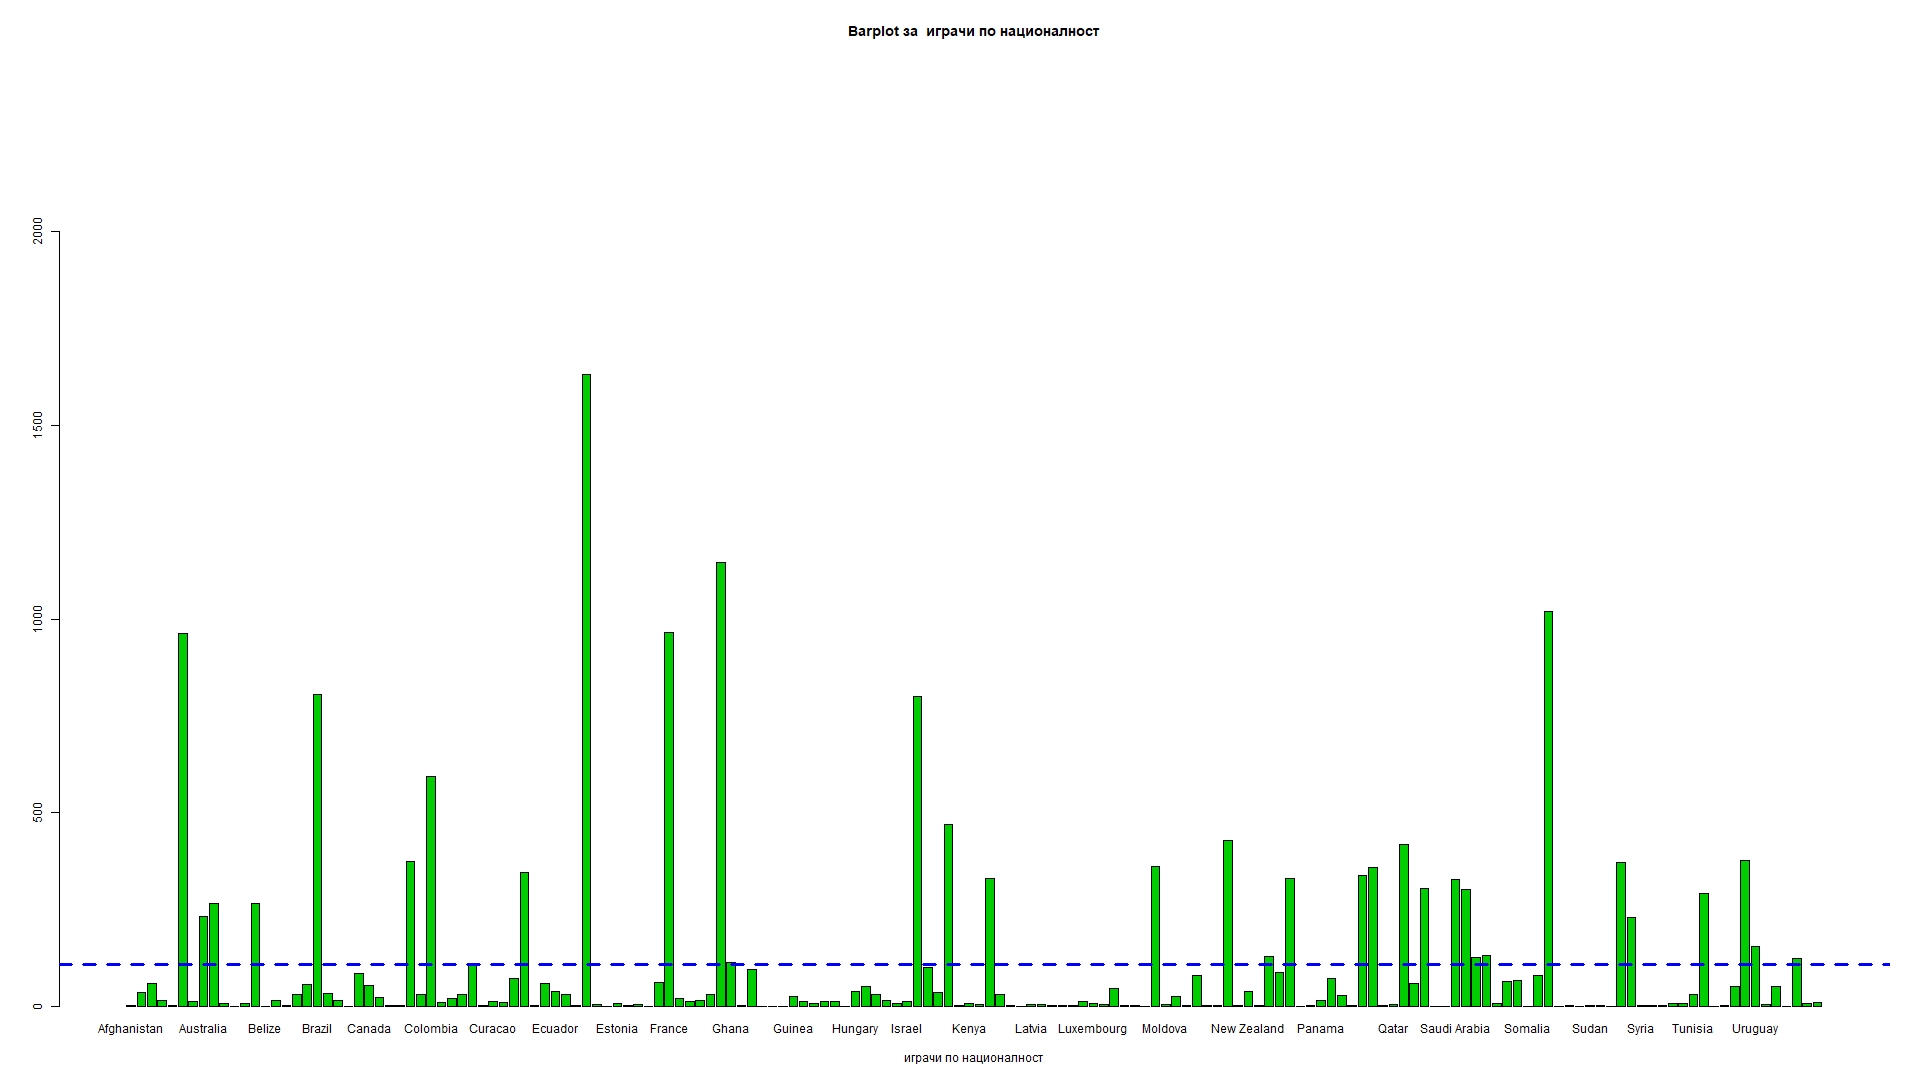 Barplot за  играчи по националност
2000
1500
1000
500
0
Afghanistan Australia Belize Brazil Canada Colombia Curacao Ecuador Estonia France Ghana Guinea Hungary Israel Kenya Latvia Luxembourg Moldova New Zealand Panama Qatar Saudi Arabia Somalia Sudan Syria Tunisia Uruguay
играчи по националност